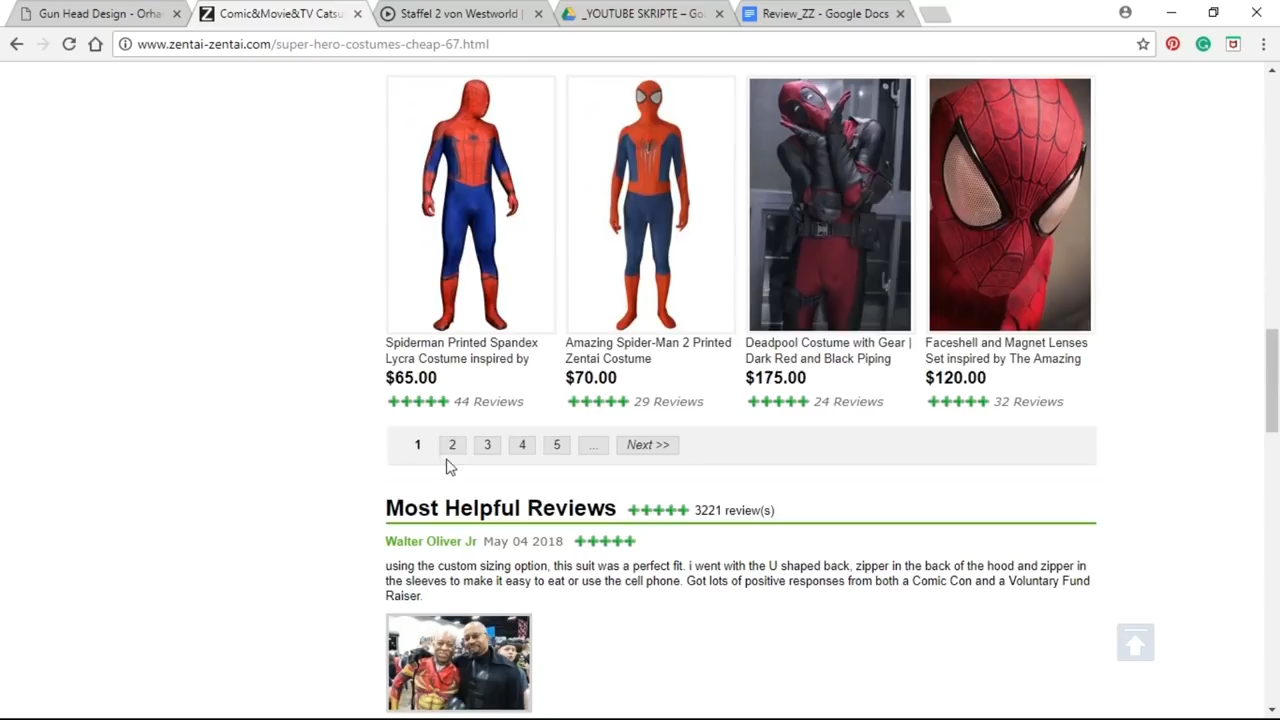 Gun Head Design - Orha
Comic&Movie&TV Catsu
Staffel 2 von Westworld |
_YOUTUBE SKRIPTE – Go
Review_ZZ - Google Docs
www.zentai-zentai.com/super-hero-costumes-cheap-67.html
Spiderman Printed Spandex
Lycra Costume inspired by
$65.00
44 Reviews
Amazing Spider-Man 2 Printed
Zentai Costume
$70.00
29 Reviews
Deadpool Costume with Gear |
Dark Red and Black Piping
$175.00
24 Reviews
Faceshell and Magnet Lenses
Set inspired by The Amazing
$120.00
32 Reviews
1 2 3 4 5 ... Next >>
Most Helpful Reviews 3221 review(s)
Walter Oliver Jr May 04 2018
using the custom sizing option, this suit was a perfect fit. i went with the U shaped back, zipper in the back of the hood and zipper in
the sleeves to make it easy to eat or use the cell phone. Got lots of positive responses from both a Comic Con and a Voluntary Fund
Raiser.